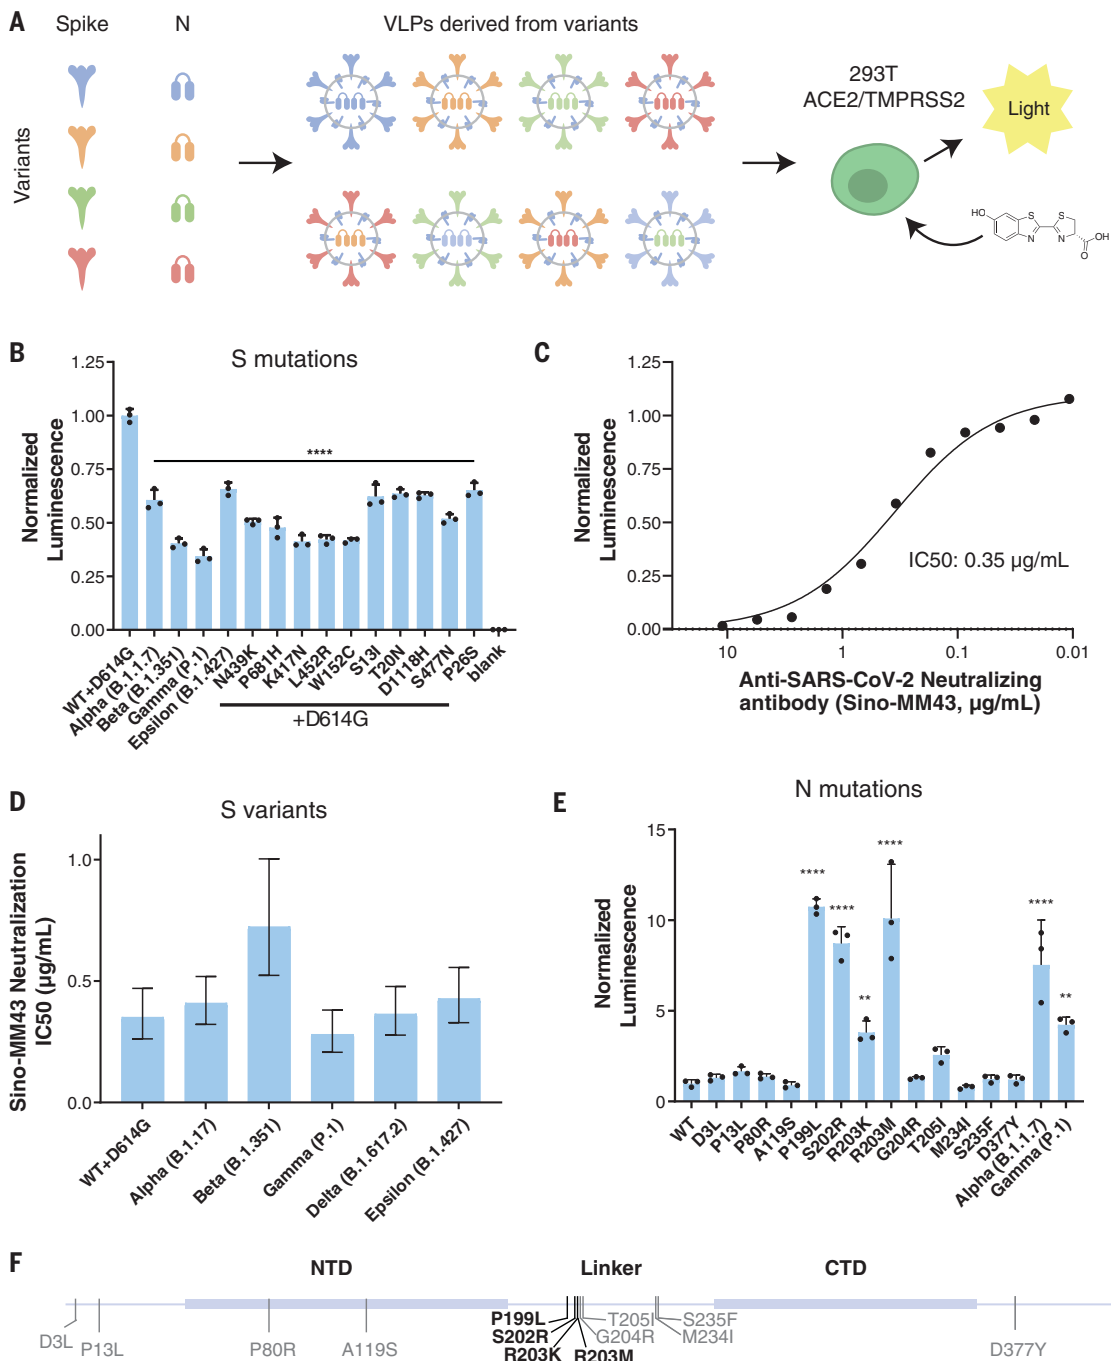 A
Spike
N
VLPs derived from variants
Variants
293T
ACE2/TMPRSS2
Light
HO
S
N
S
N
O
OH
B
S mutations
Normalized
Luminescence
1.25
1.00
0.75
0.50
0.25
0.00
****
WT+D614G
Alpha (B.1.1.7)
Beta (B.1.351)
Gamma (P.1)
Epsilon (B.1.427)
N439K
P681H
K417N
L452R
W152C
S13I
T20N
D1118H
S477N
P26S
blank
+D614G
C
Normalized
Luminescence
1.25
1.00
0.75
0.50
0.25
0.00
IC50: 0.35 µg/mL
10
1
0.1
0.01
Anti-SARS-CoV-2 Neutralizing
antibody (Sino-MM43, µg/mL)
D
S variants
Sino-MM43 Neutralization
IC50 (µg/mL)
1.0
0.5
0.0
WT+D614G
Alpha (B.1.17)
Beta (B.1.351)
Gamma (P.1)
Delta (B.1.617.2)
Epsilon (B.1.427)
E
N mutations
Normalized
Luminescence
15
10
5
0
****
****
**
****
****
**
WT
D3L
P13L
P80R
A119S
P199L
S202R
R203K
R203M
G204R
T205I
M234I
S235F
D377Y
Alpha (B.1.1.7)
Gamma (P.1)
F
NTD
Linker
CTD
D3L
P13L
P80R
A119S
P199L
S202R
R203K
R203M
T205I
G204R
S235F
M234I
D377Y